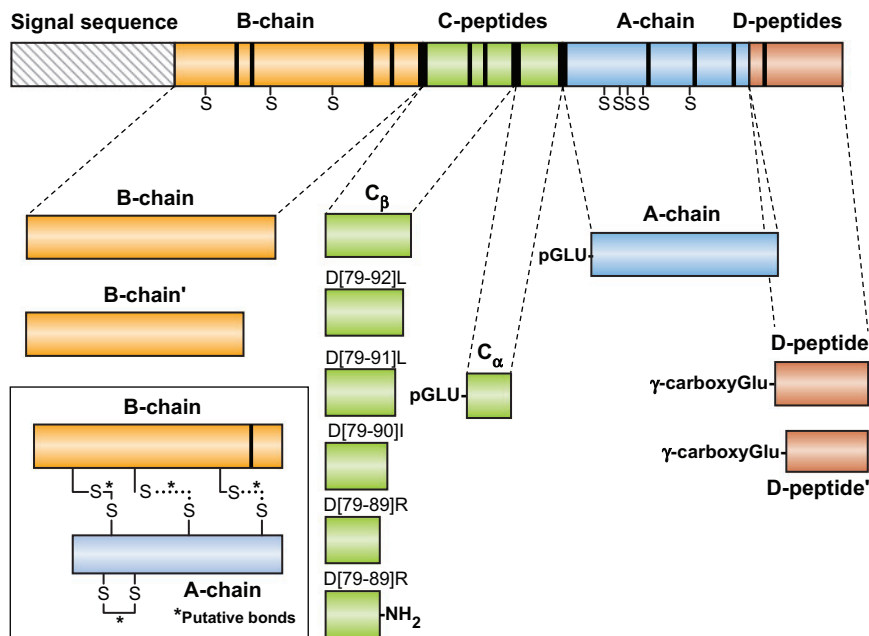 Signal sequence B-chain C-peptides A-chain D-peptides
S S S S S S S S
B-chain
Cβ
A-chain
pGLU-
D[79-92]L
B-chain'
D-peptide
D[79-91]L
Cα
pGLU-
γ-carboxyGlu-
B-chain
D[79-90]I
γ-carboxyGlu-
D-peptide'
S * S * S *
S S S
D[79-89]R
A-chain
S S
*
*Putative bonds
D[79-89]R
-NH2